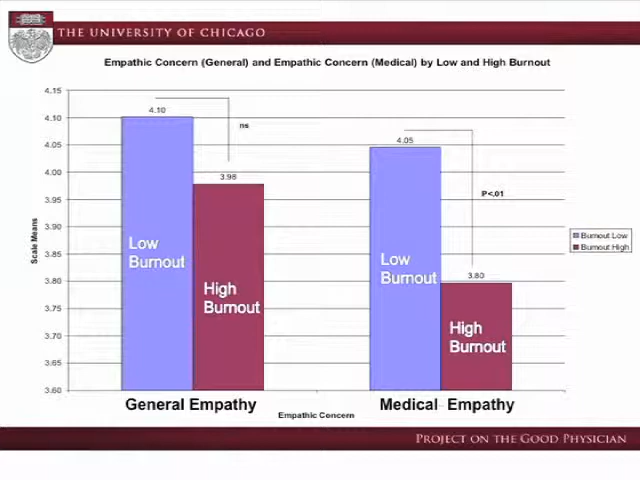 THE UNIVERSITY OF CHICAGO
Empathic Concern (General) and Empathic Concern (Medical) by Low and High Burnout
4.15
4.10
4.05
4.00
3.95
3.90
3.85
3.80
3.75
3.70
3.65
3.60
Scale Means
4.10
ns
3.98
Low
Burnout
High
Burnout
4.05
P<.01
3.80
Low
Burnout
High
Burnout
Burnout Low
Burnout High
General Empathy
Medical Empathy
Empathic Concern
PROJECT ON THE GOOD PHYSICIAN